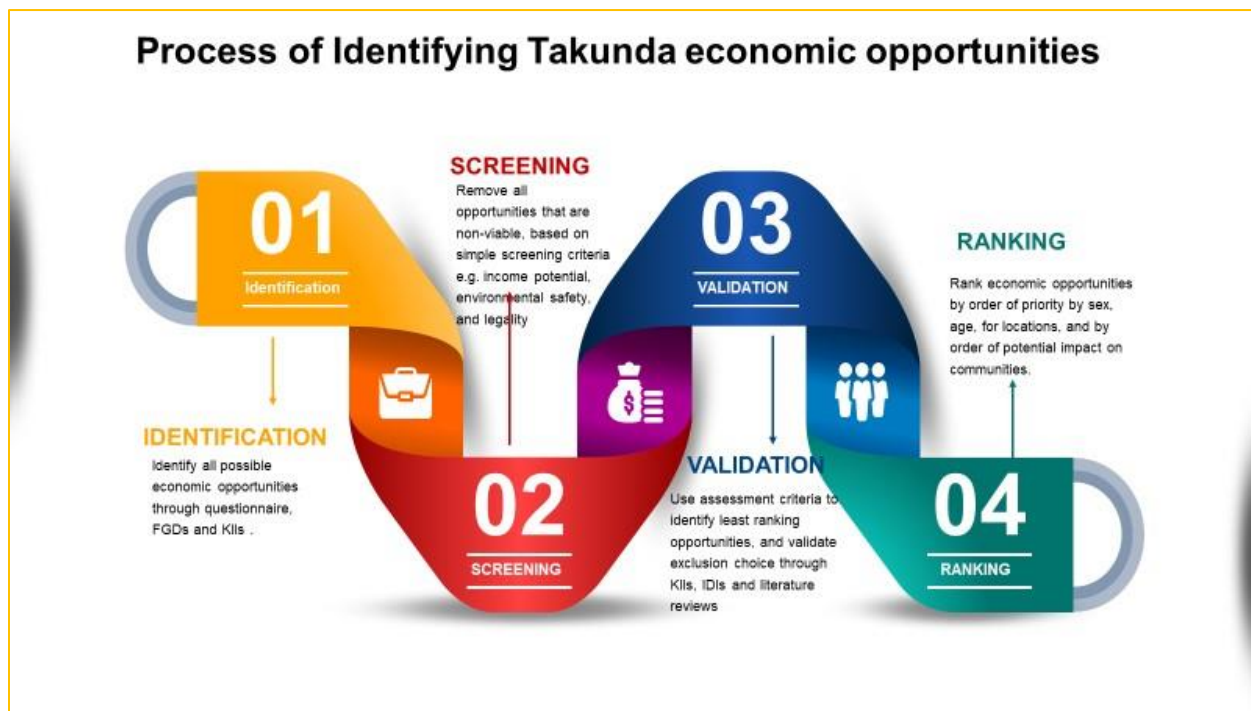 Process of Identifying Takunda economic opportunities
01
Identification
IDENTIFICATION
Identify all possible
economic opportunities
through questionnaire,
FGDs and KIIs .
SCREENING
Remove all
opportunities that are
non-viable, based on
simple screening criteria
e.g. income potential,
environmental safety,
and legality
02
SCREENING
03
VALIDATION
VALIDATION
Use assessment criteria to
identify least ranking
opportunities, and validate
exclusion choice through
KIIs, IDIs and literature
reviews
RANKING
Rank economic opportunities
by order of priority by sex,
age, for locations, and by
order of potential impact on
communities.
04
RANKING